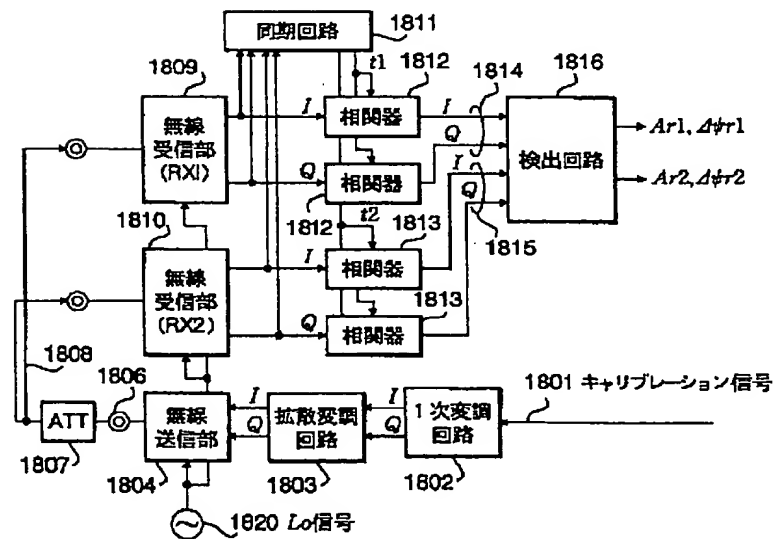 同期回路
1811
1809
t1
1812
1814
1816
無線
受信部
(RX1)
I
相関器
I
Q
検出回路
Ar1, Δψr1
Q
相関器
I
Q
Ar2, Δψr2
1810
1812
t2
1813
1815
無線
受信部
(RX2)
I
相関器
1813
Q
相関器
1808
1806
1801 キャリブレーション信号
ATT
無線
送信部
I
Q
拡散変調
回路
I
Q
1次変調
回路
1807
1804
1803
1802
1820 Lo信号